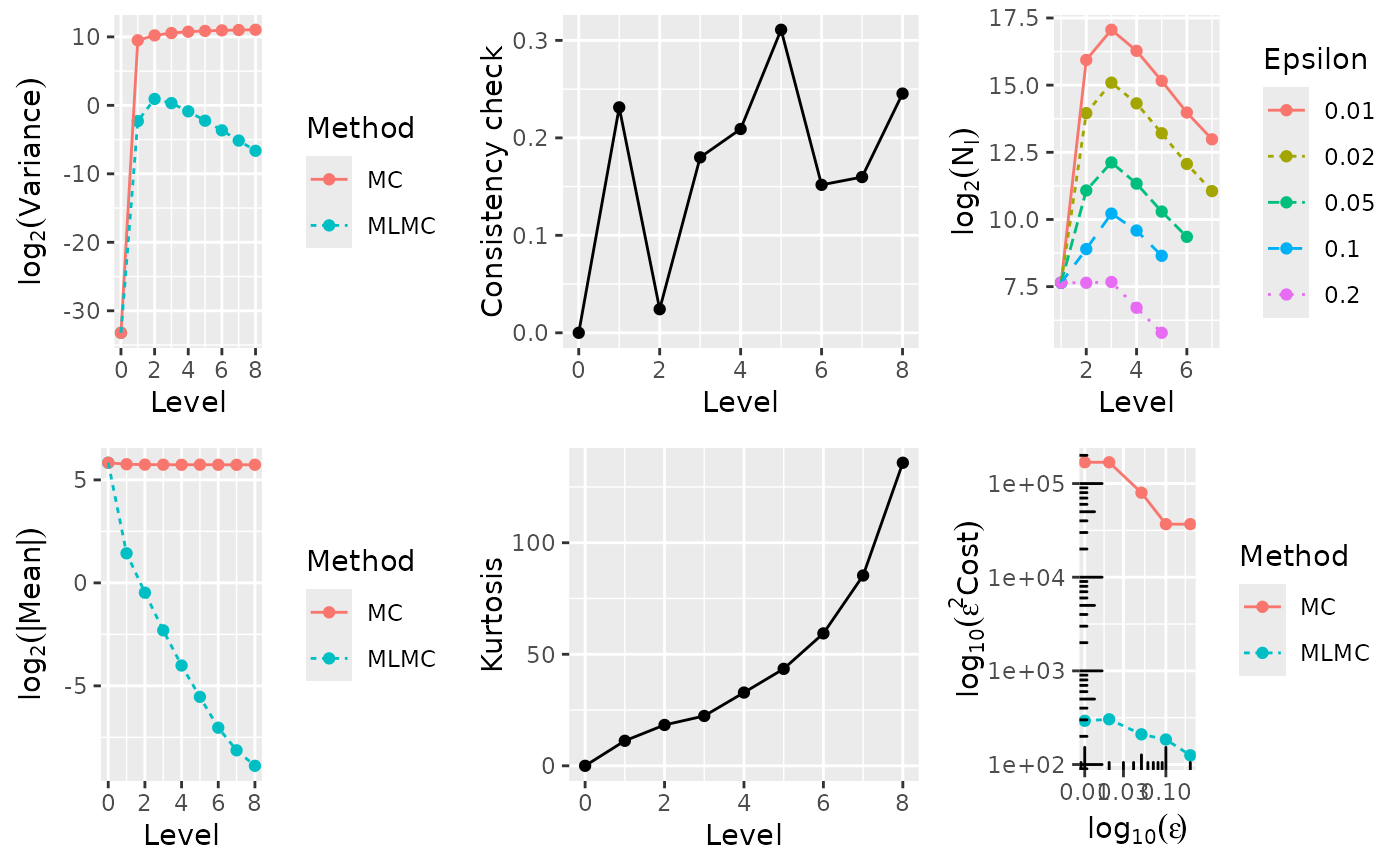 log₂(Variance)
10
0
-10
-20
-30
0 2 4 6 8
Level
Method
MC
MLMC
Consistency check
0.3
0.2
0.1
0.0
0 2 4 6 8
Level
log₂(Nₗ)
17.5
15.0
12.5
10.0
7.5
2 4 6
Level
Epsilon
0.01
0.02
0.05
0.1
0.2
log₂(|Mean|)
5
0
-5
0 2 4 6 8
Level
Method
MC
MLMC
Kurtosis
100
50
0
0 2 4 6 8
Level
log₁₀(ε²Cost)
1e+05
1e+04
1e+03
1e+02
0.01 0.03 0.10
log₁₀(ε)
Method
MC
MLMC